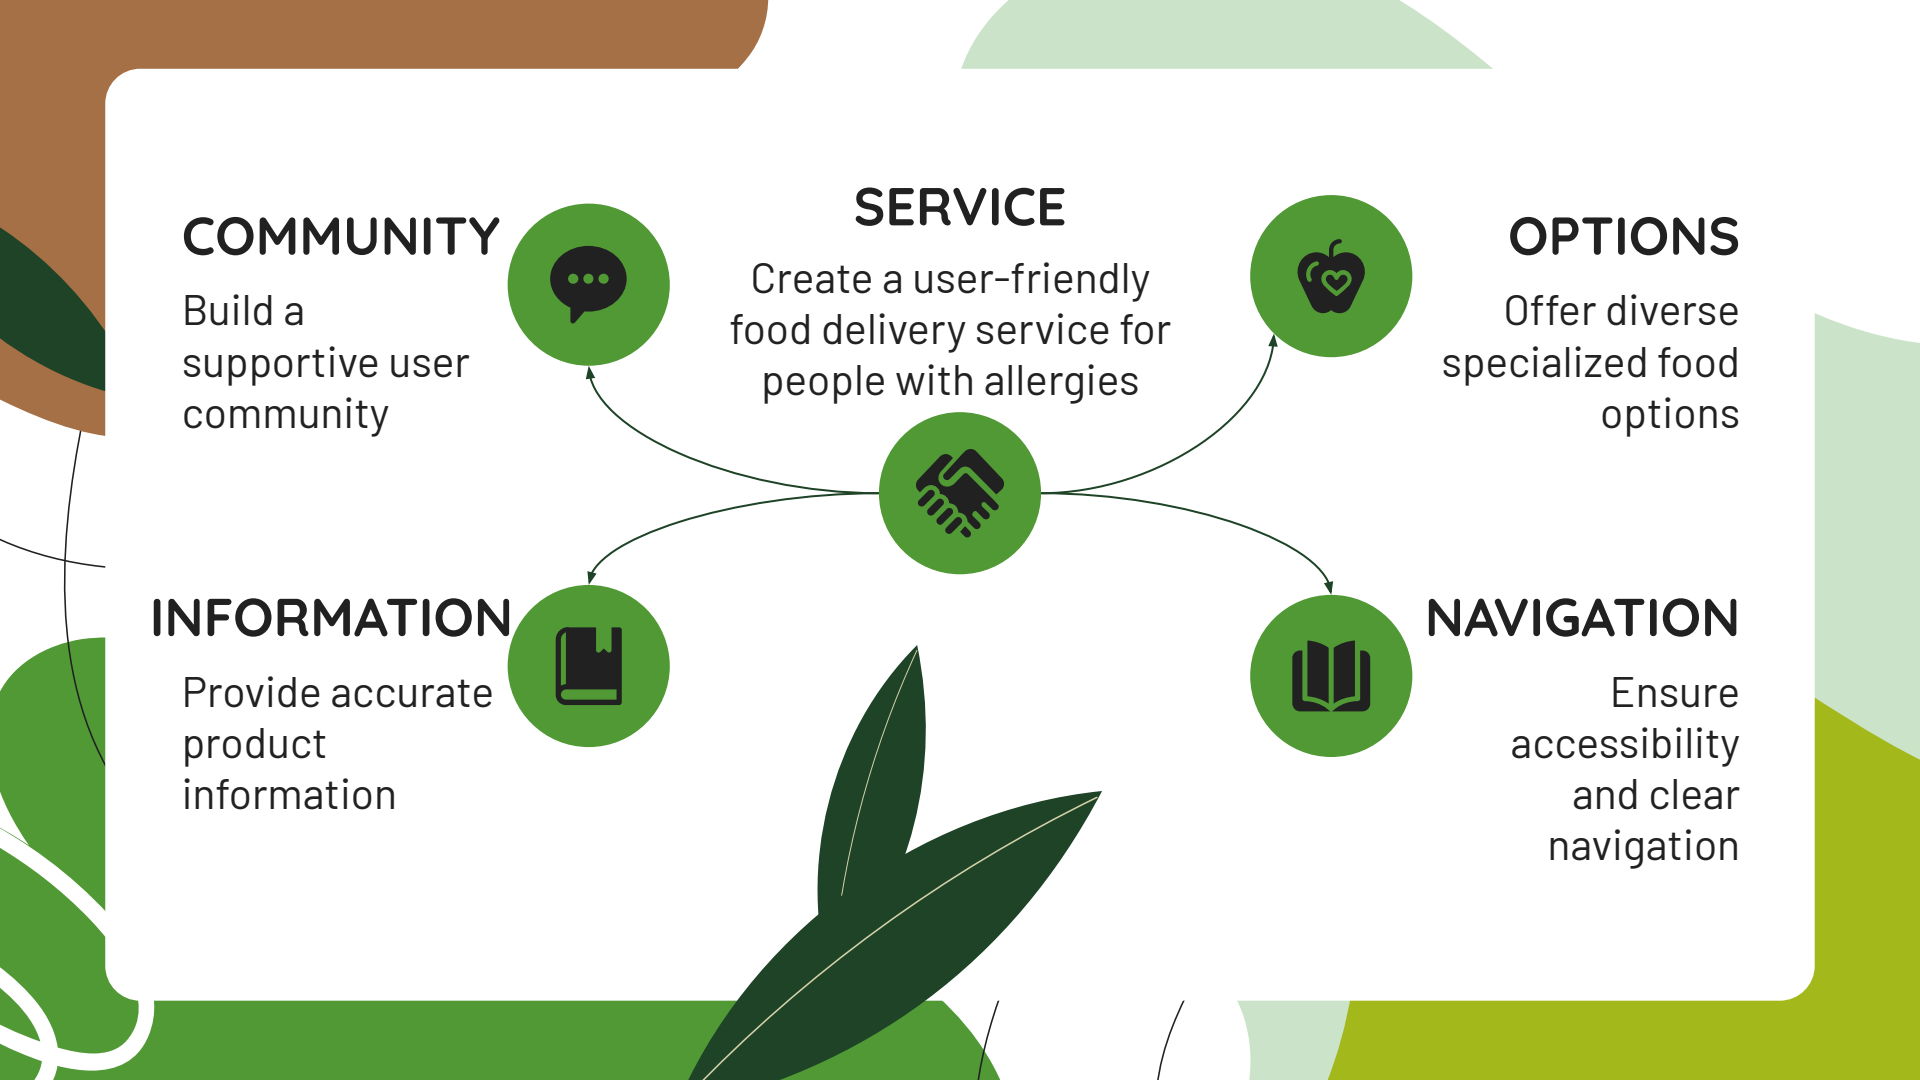 COMMUNITY
Build a
supportive user
community
SERVICE
Create a user-friendly
food delivery service for
people with allergies
OPTIONS
Offer diverse
specialized food
options
INFORMATION
Provide accurate
product
information
NAVIGATION
Ensure
accessibility
and clear
navigation